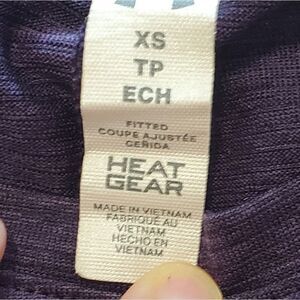 XS
TP
ECH
FITTED
COUPE AJUSTÉE
CEÑIDA
HEAT
GEAR
MADE IN VIETNAM
FABRIQUÉ AU
VIETNAM
HECHO EN
VIETNAM